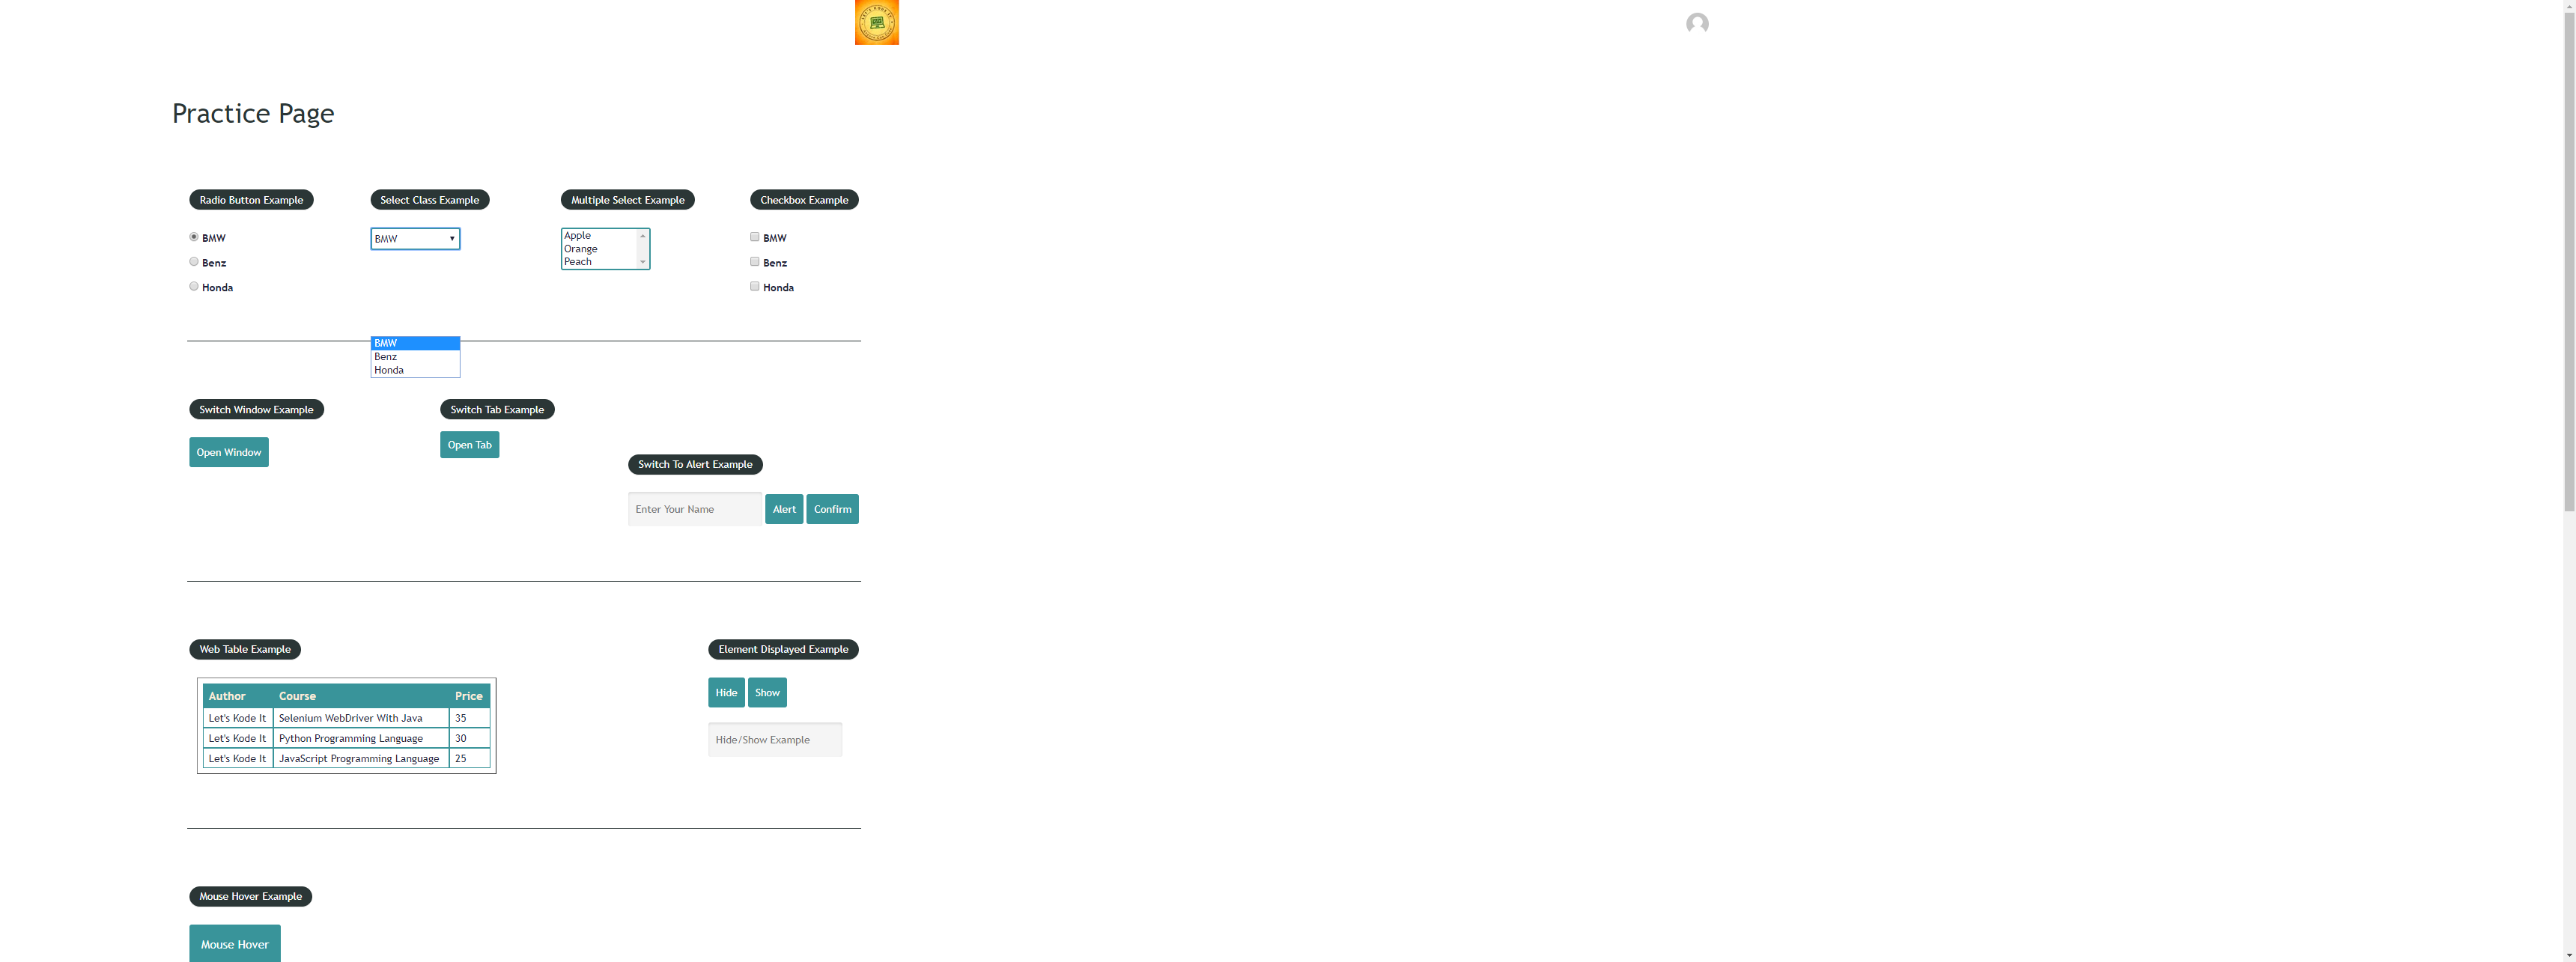 Practice Page
Radio Button Example
Select Class Example
Multiple Select Example
Checkbox Example
BMW
Benz
Honda
BMW
Apple
Orange
Peach
BMW
Benz
Honda
BMW
Benz
Honda
Switch Window Example
Open Window
Switch Tab Example
Open Tab
Switch To Alert Example
Enter Your Name
Alert
Confirm
Web Table Example
Author Course Price
Let's Kode It Selenium WebDriver With Java 35
Let's Kode It Python Programming Language 30
Let's Kode It JavaScript Programming Language 25
Element Displayed Example
Hide
Show
Hide/Show Example
Mouse Hover Example
Mouse Hover